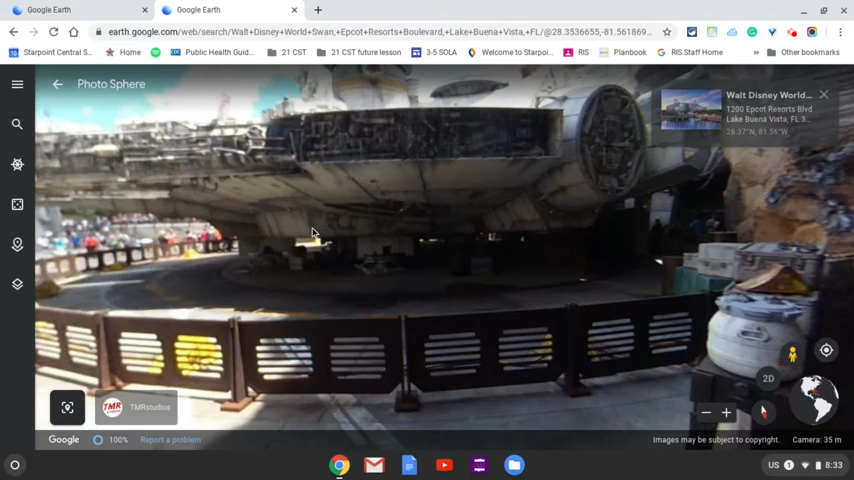 Google Earth
Google Earth
earth.google.com/web/search/Walt+Disney+World+Swan,+Epcot+Resorts+Boulevard,+Lake+Buena+Vista,+FL/@28.3536655,-81.561869...
Starpoint Central S...
Home
Public Health Guid...
21 CST
21 CST future lesson
3-5 SOLA
Welcome to Starpoi...
RIS
Planbook
RIS Staff Home
»
Other bookmarks
Photo Sphere
Walt Disney World...
1200 Epcot Resorts Blvd
Lake Buena Vista, FL 3...
28.37°N, 81.56°W
2D
TMR
TMRstudios
Google
100%
Report a problem
Images may be subject to copyright.
Camera: 35 m
US
1
8:33